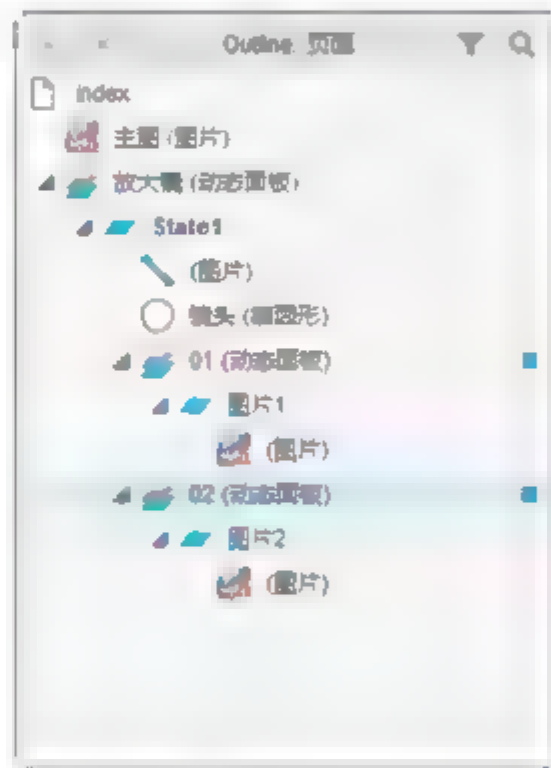 Outline: 页面
index
主图 (图片)
放大镜 (动态面板)
State1
(图片)
镜头 (椭圆形)
01 (动态面板)
图片1
(图片)
02 (动态面板)
图片2
(图片)